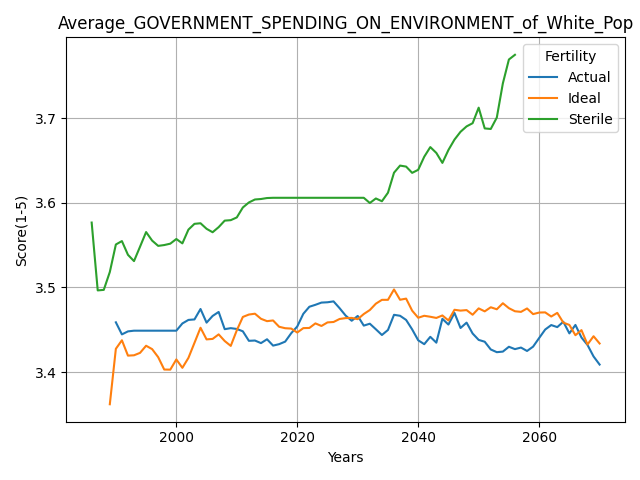 Average_GOVERNMENT_SPENDING_ON_ENVIRONMENT_of_White_Pop
Fertility
Actual
Ideal
Sterile
Score(1-5)
3.7
3.6
3.5
3.4
2000 2020 2040 2060
Years